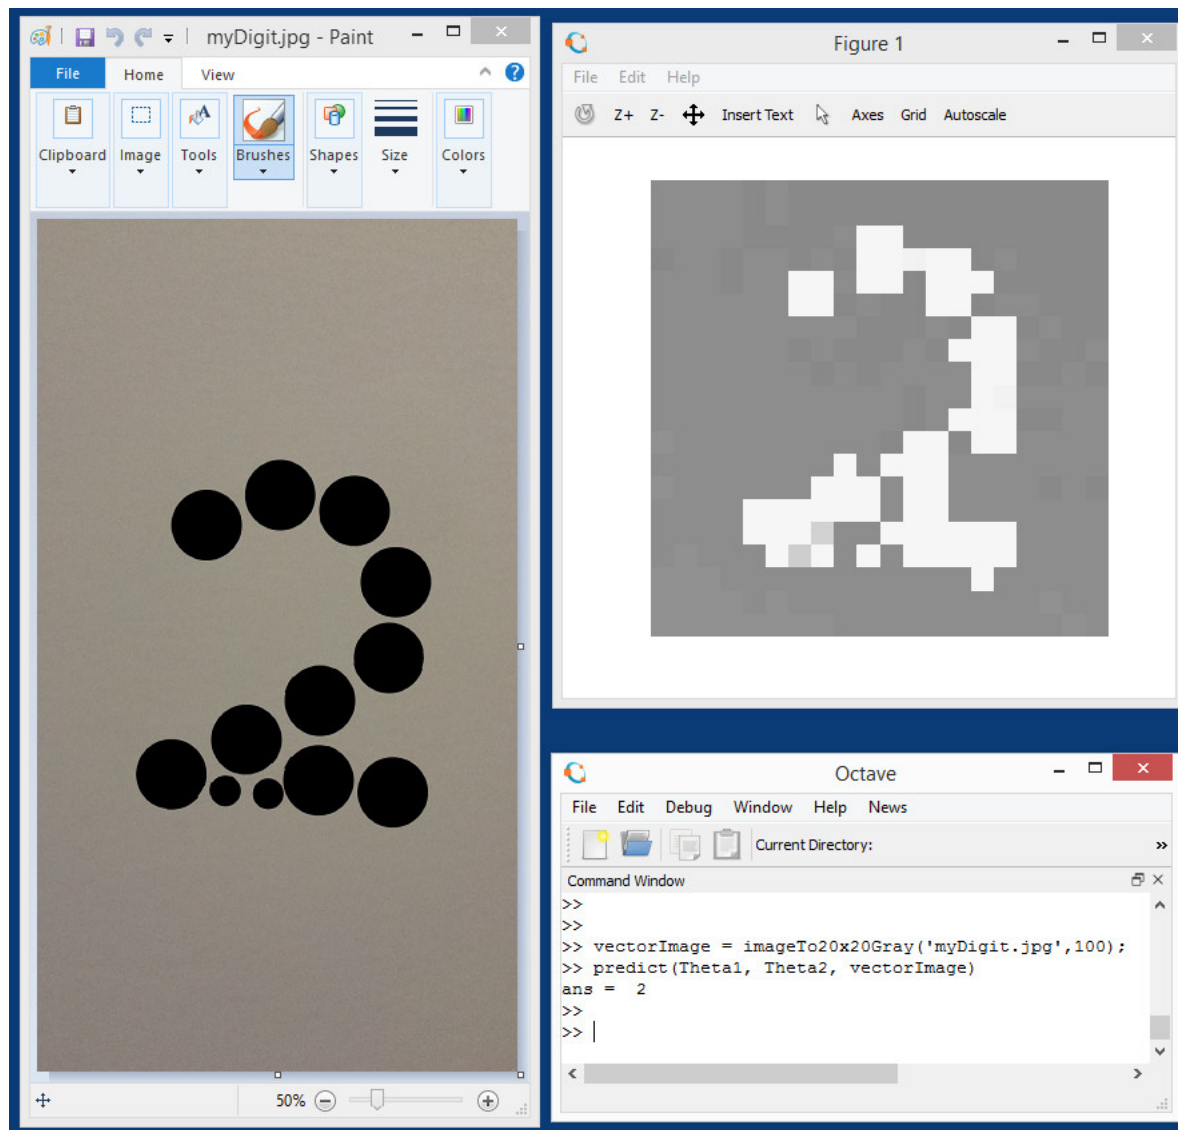 myDigit.jpg - Paint
File Home View
Clipboard Image Tools Brushes Shapes Size Colors
50%
Figure 1
File Edit Help
Z+ Z- Insert Text Axes Grid Autoscale
Octave
File Edit Debug Window Help News
Current Directory:
Command Window
>>
>>
>> vectorImage = imageTo20x20Gray('myDigit.jpg',100);
>> predict(Theta1, Theta2, vectorImage)
ans =  2
>>
>>